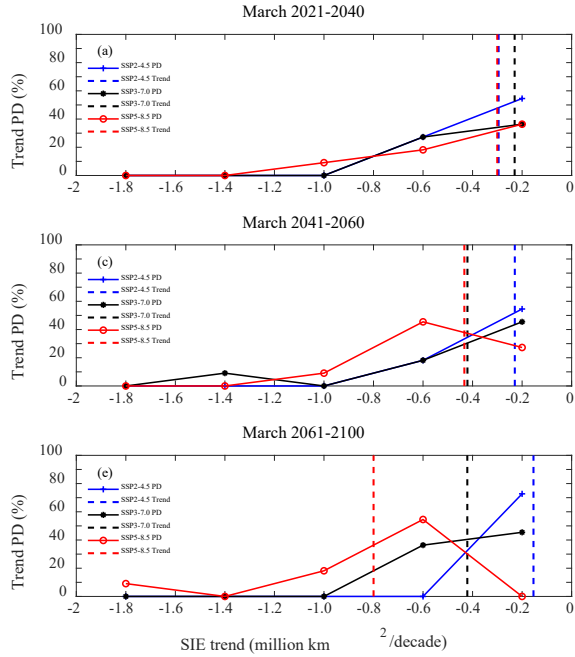 March 2021-2040
Trend PD (%)
100
80
60
40
20
0
(a)
SSP2-4.5 PD
SSP2-4.5 Trend
SSP3-7.0 PD
SSP3-7.0 Trend
SSP5-8.5 PD
SSP5-8.5 Trend
-2 -1.8 -1.6 -1.4 -1.2 -1.0 -0.8 -0.6 -0.4 -0.2 0
March 2041-2060
Trend PD (%)
100
80
60
40
20
0
(c)
SSP2-4.5 PD
SSP2-4.5 Trend
SSP3-7.0 PD
SSP3-7.0 Trend
SSP5-8.5 PD
SSP5-8.5 Trend
-2 -1.8 -1.6 -1.4 -1.2 -1.0 -0.8 -0.6 -0.4 -0.2 0
March 2061-2100
Trend PD (%)
100
80
60
40
20
0
(e)
SSP2-4.5 PD
SSP2-4.5 Trend
SSP3-7.0 PD
SSP3-7.0 Trend
SSP5-8.5 PD
SSP5-8.5 Trend
-2 -1.8 -1.6 -1.4 -1.2 -1.0 -0.8 -0.6 -0.4 -0.2 0
SIE trend (million km 2/decade)